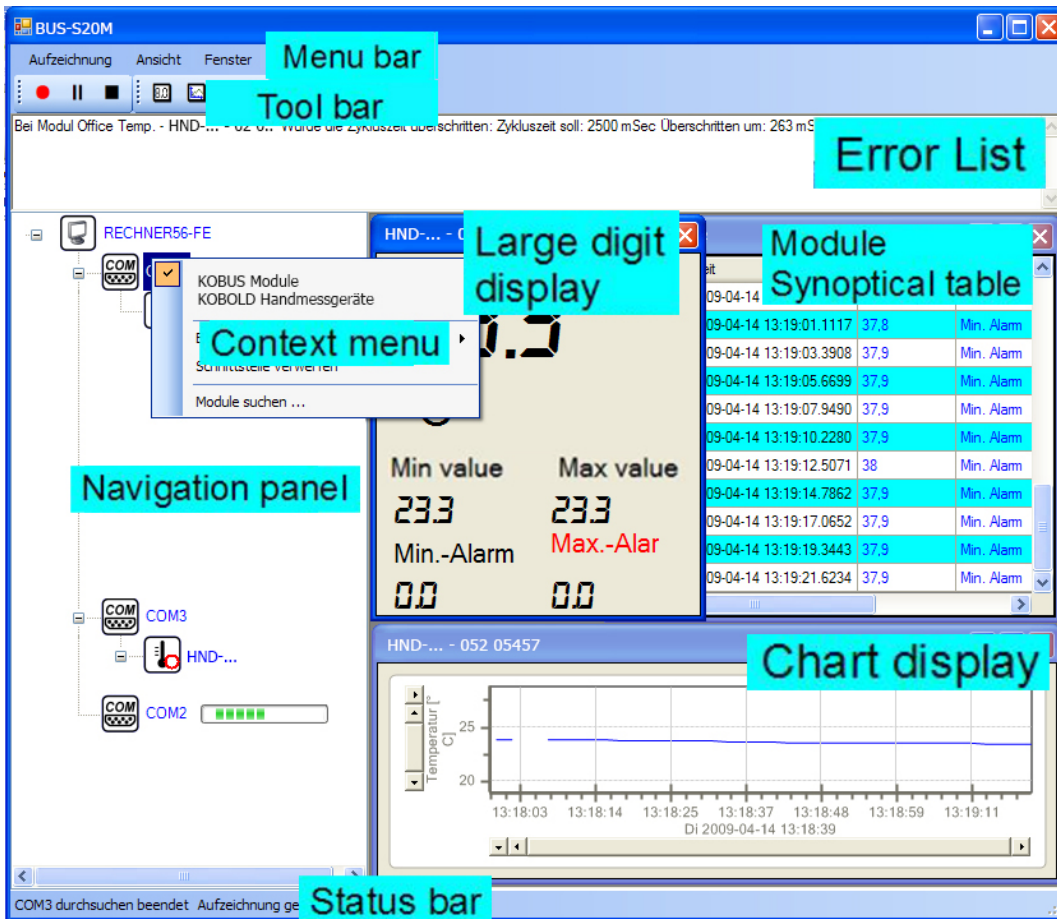 BUS-S20M
Aufzeichnung Ansicht Fenster
Menu bar
Tool bar
Bei Modul Office Temp. - HND-... - 02 0.. Wurde die Zykluszeit überschritten: Zykluszeit soll: 2500 mSec Überschritten um: 263 mS
Error List
RECHNER56-FE
KOBUS Module
KOBOLD Handmessgeräte
Context menu
Schnittstelle verwerfen
Module suchen ...
Navigation panel
COM3
HND-...
COM2
HND-... - 0
Large digit
display
Min value Max value
23.3 23.3
Min.-Alarm Max.-Alar
0.0 0.0
Module
Synoptical table
eit
09-04-14
09-04-14 13:19:01.1117 37,8 Min. Alarm
09-04-14 13:19:03.3908 37,9 Min. Alarm
09-04-14 13:19:05.6699 37,9 Min. Alarm
09-04-14 13:19:07.9490 37,9 Min. Alarm
09-04-14 13:19:10.2280 37,9 Min. Alarm
09-04-14 13:19:12.5071 38 Min. Alarm
09-04-14 13:19:14.7862 37,9 Min. Alarm
09-04-14 13:19:17.0652 37,9 Min. Alarm
09-04-14 13:19:19.3443 37,9 Min. Alarm
09-04-14 13:19:21.6234 37,9 Min. Alarm
HND-... - 052 05457
Chart display
Temperatur [°
C]
25
20
13:18:03 13:18:14 13:18:25 13:18:37 13:18:48 13:18:59 13:19:11
Di 2009-04-14 13:18:39
COM3 durchsuchen beendet Aufzeichnung ge
Status bar